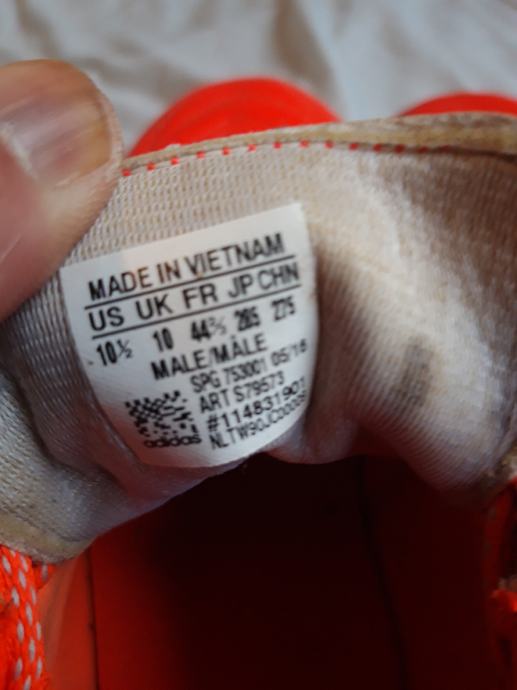 MADE IN VIETNAM
US UK FR JP CHN
10½ 10 44⅔ 285 275
MALE/MÂLE
SPG 753001 05/16
ART S79573
#114831901
adidas